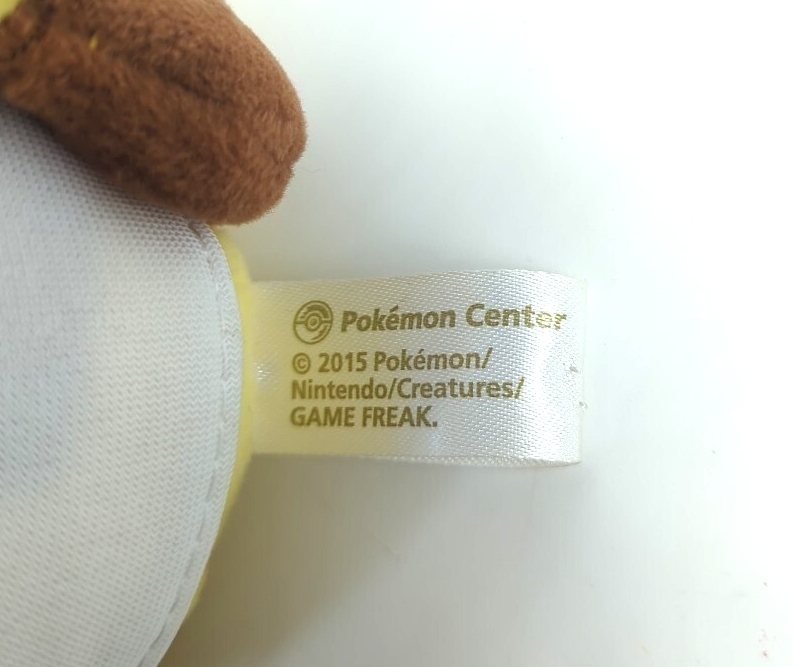 Pokémon Center
© 2015 Pokémon/
Nintendo/Creatures/
GAME FREAK.